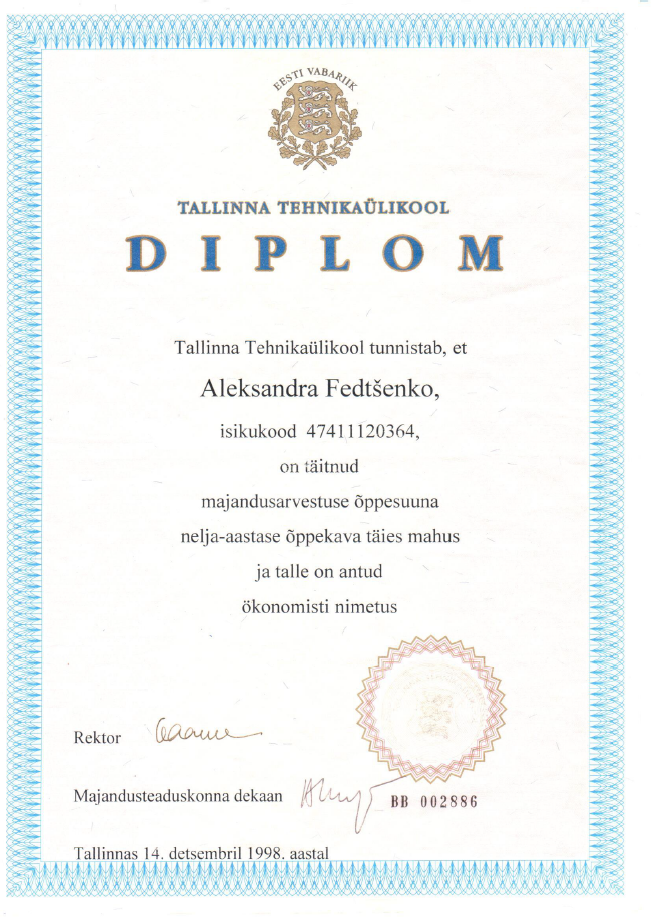 EESTI VABARIIK
TALLINNA TEHNIKAÜLIKOOL
DIPLOM
Tallinna Tehnikaülikool tunnistab, et
Aleksandra Fedtšenko,
isikukood 47411120364,
on täitnud
majandusarvestuse õppesuuna
nelja-aastase õppekava täies mahus
ja talle on antud
ökonomisti nimetus
Rektor
Majandusteaduskonna dekaan
BB 002886
Tallinnas 14. detsembril 1998. aastal